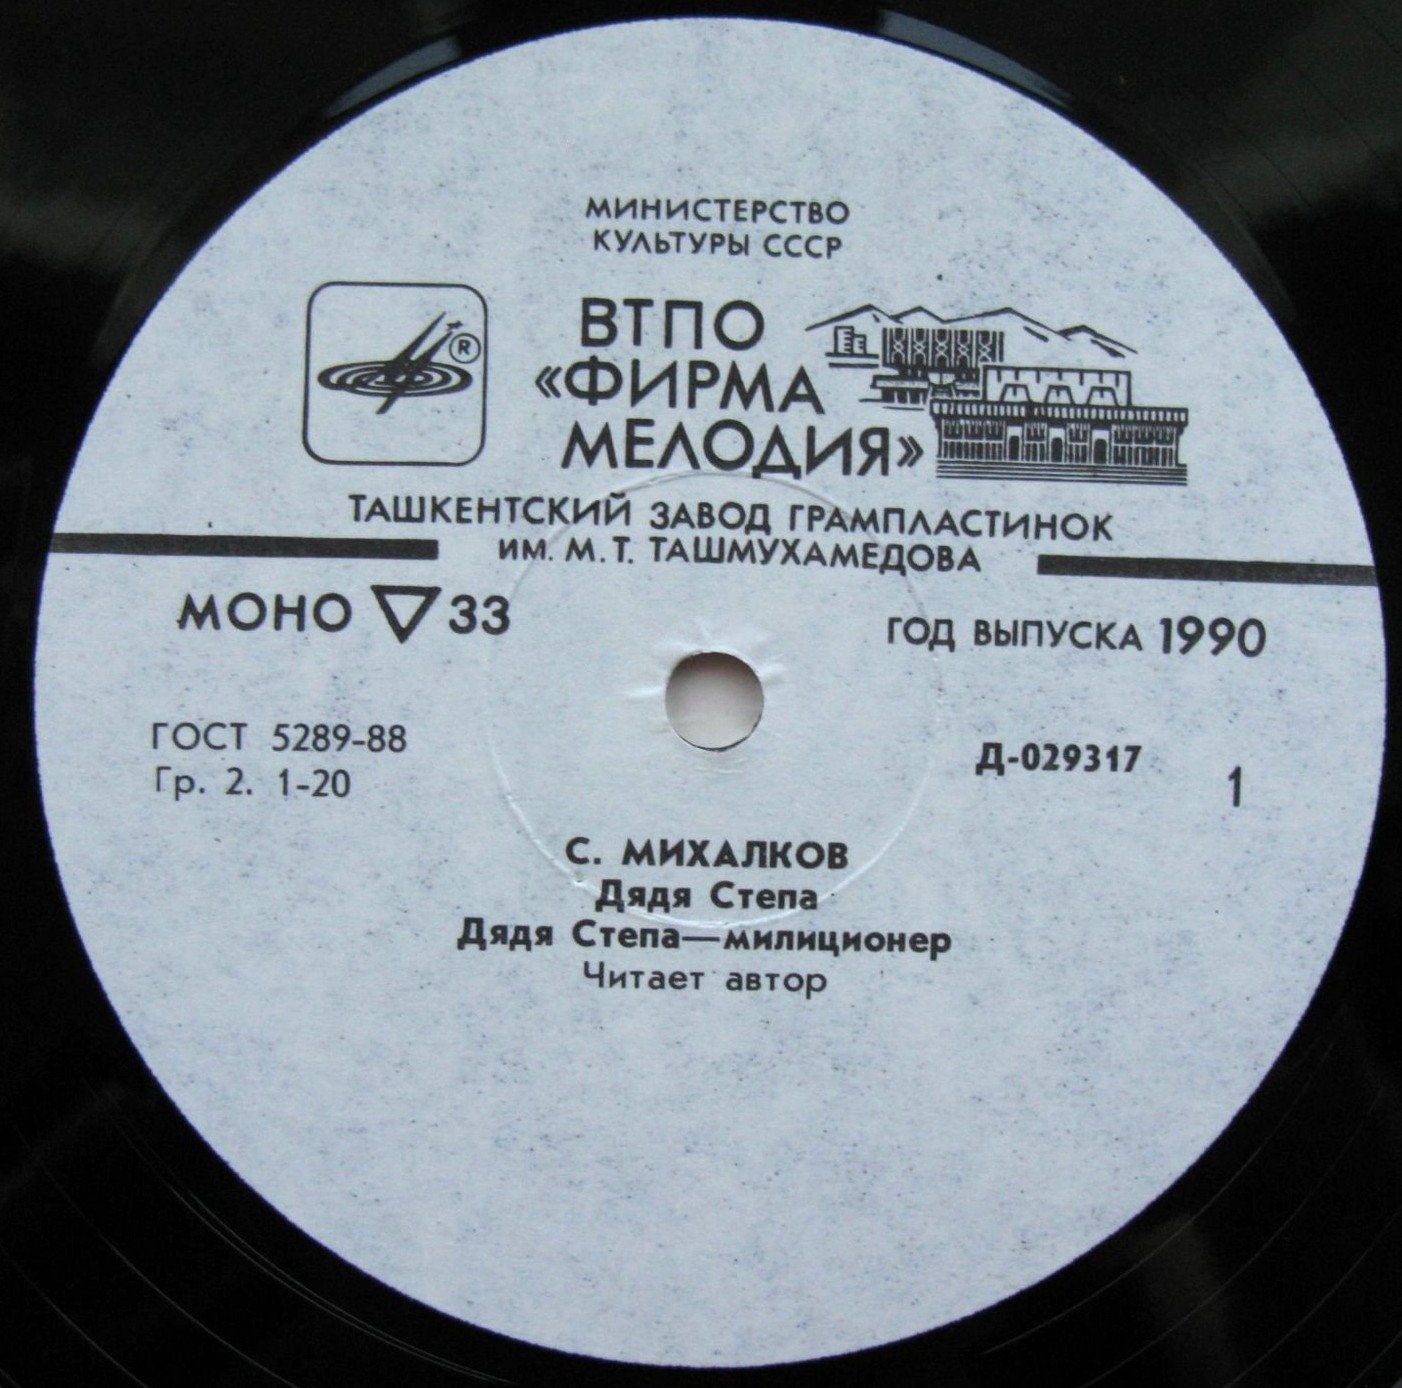 МИНИСТЕРСТВО
КУЛЬТУРЫ СССР
ВТПО
«ФИРМА
МЕЛОДИЯ»
®
ТАШКЕНТСКИЙ ЗАВОД ГРАМПЛАСТИНОК
ИМ. М. Т. ТАШМУХАМЕДОВА
МОНО ▽ 33
ГОД ВЫПУСКА 1990
ГОСТ 5289-88
Гр. 2. 1-20
Д-029317
1
С. МИХАЛКОВ
Дядя Степа
Дядя Степа—милиционер
Читает автор